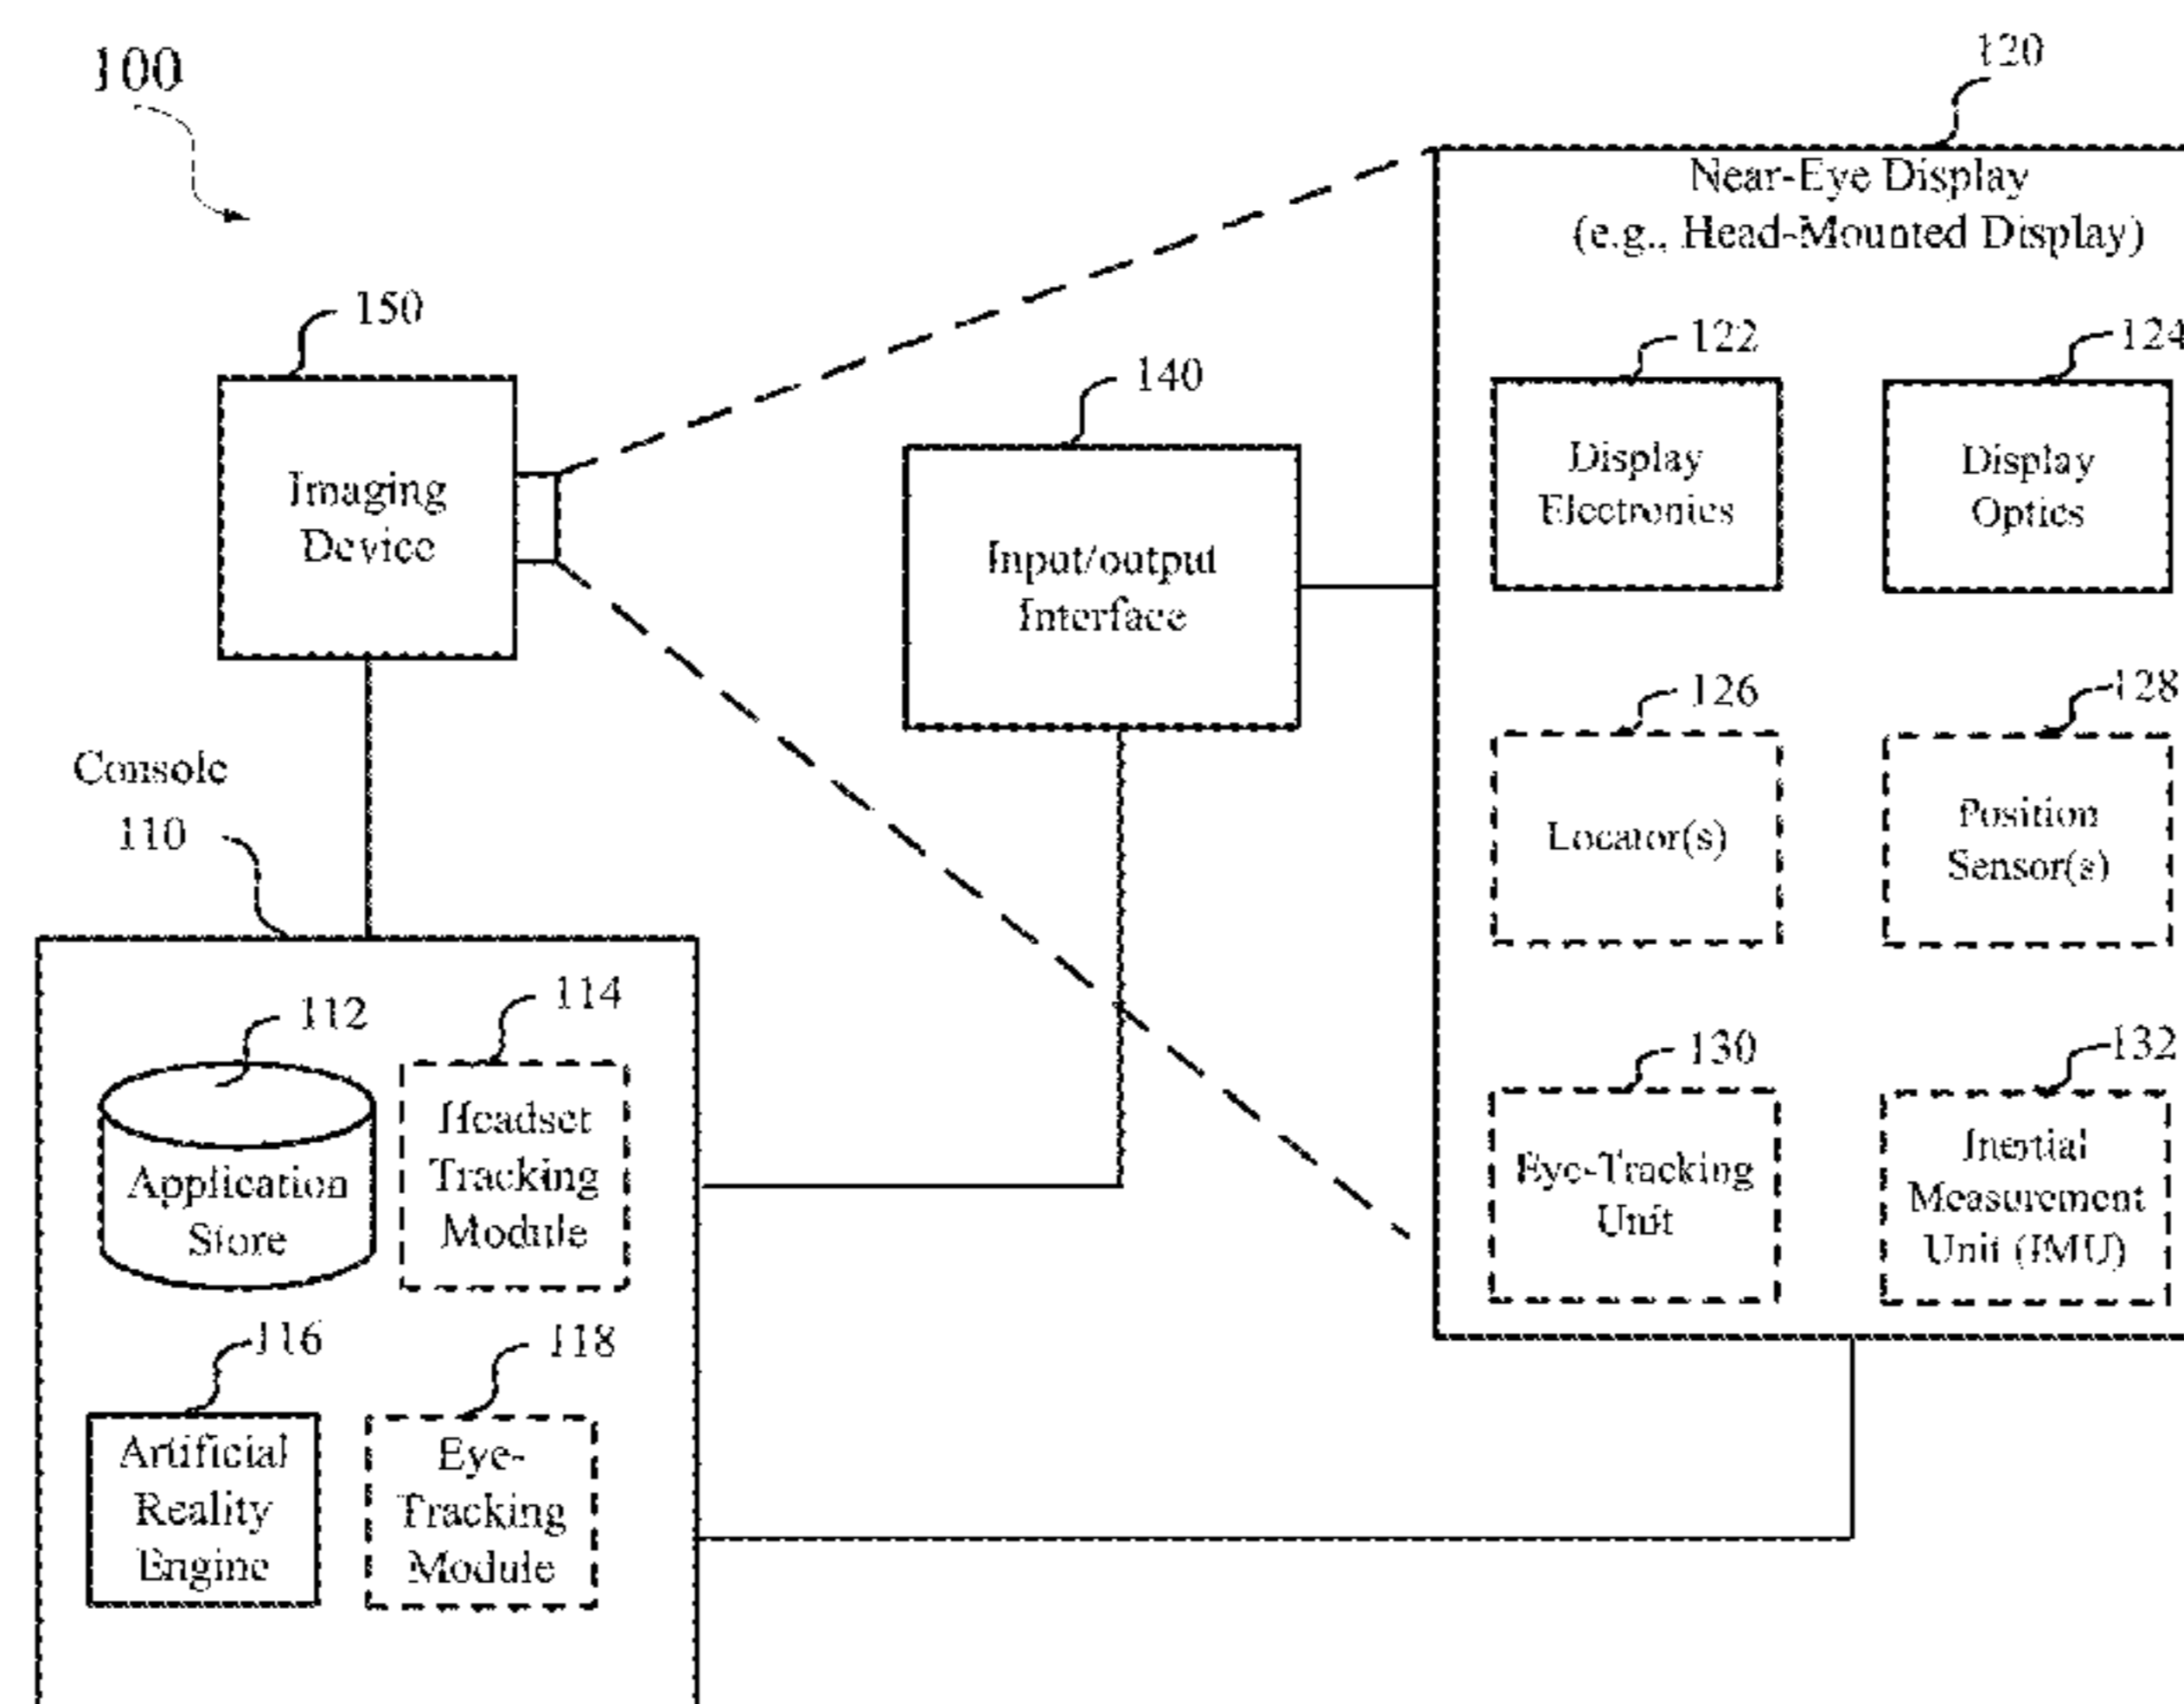 100
120
Near-Eye Display
(e.g., Head-Mounted Display)
150
Imaging
Device
140
Input/output
Interface
122
Display
Electronics
124
Display
Optics
126
Locator(s)
128
Position
Sensor(s)
130
Eye-Tracking
Unit
132
Inertial
Measurement
Unit (IMU)
Console
110
112
Application
Store
114
Headset
Tracking
Module
116
Artificial
Reality
Engine
118
Eye-
Tracking
Module